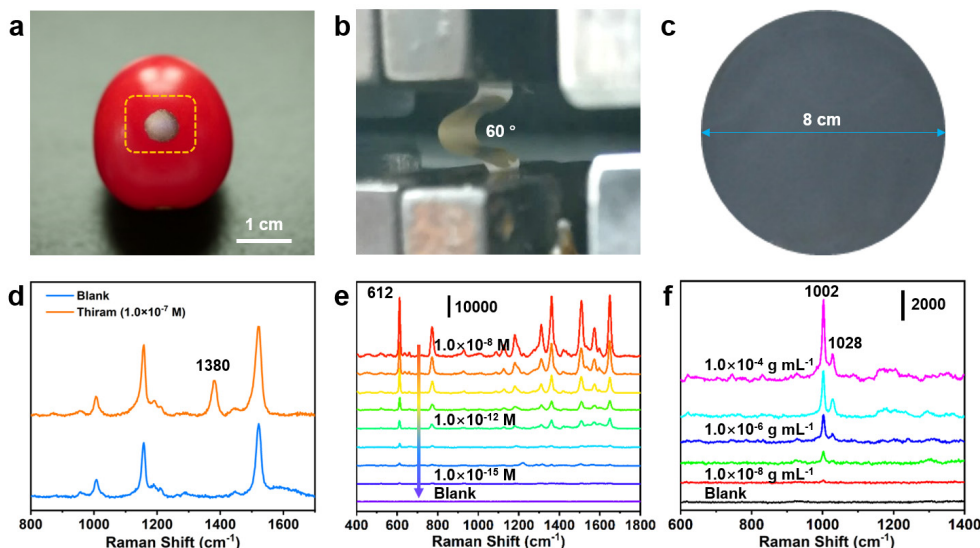 a
b
c
1 cm
60 °
8 cm
d
Blank
Thiram (1.0×10⁻⁷ M)
1380
800 1000 1200 1400 1600
Raman Shift (cm⁻¹)
e
612
10000
1.0×10⁻⁸ M
1.0×10⁻¹² M
1.0×10⁻¹⁵ M
Blank
400 600 800 1000 1200 1400 1600 1800
Raman Shift (cm⁻¹)
f
1002
2000
1028
1.0×10⁻⁴ g mL⁻¹
1.0×10⁻⁶ g mL⁻¹
1.0×10⁻⁸ g mL⁻¹
Blank
600 800 1000 1200 1400
Raman Shift (cm⁻¹)